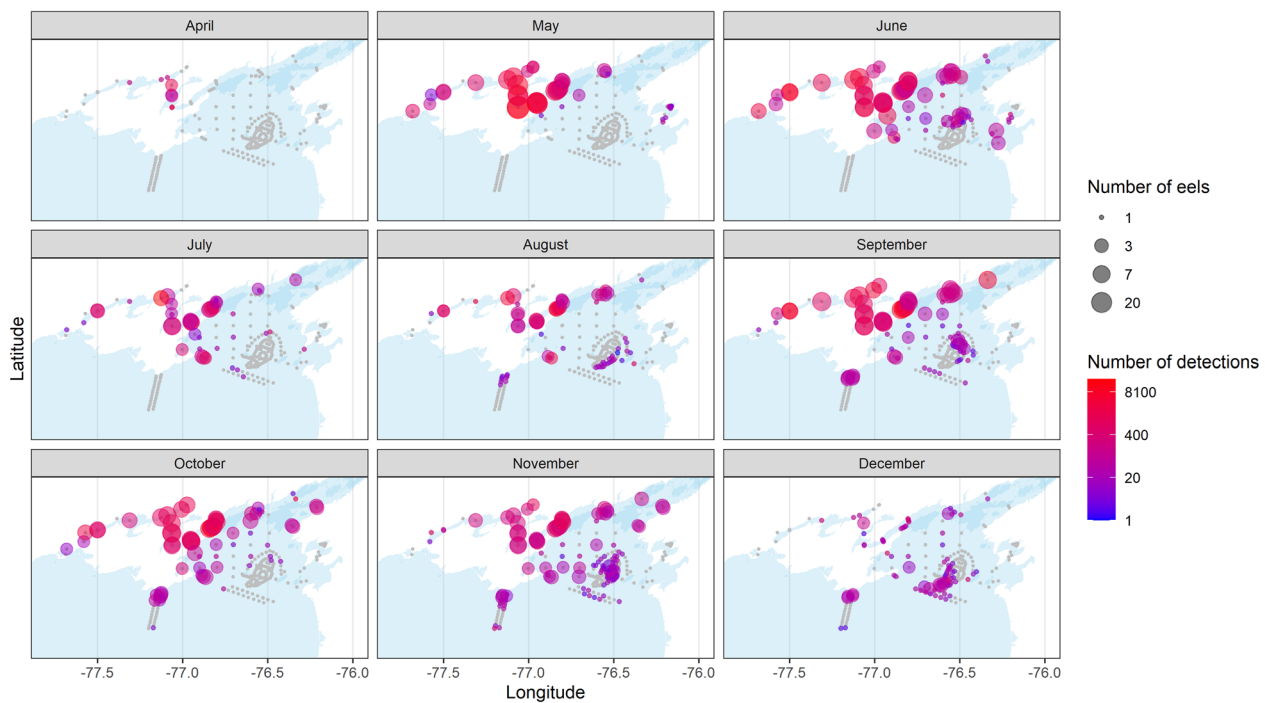 April
May
June
July
August
September
October
November
December
Latitude
-77.5 -77.0 -76.5 -76.0 -77.5 -77.0 -76.5 -76.0 -77.5 -77.0 -76.5 -76.0
Longitude
Number of eels
1
3
7
20
Number of detections
8100
400
20
1